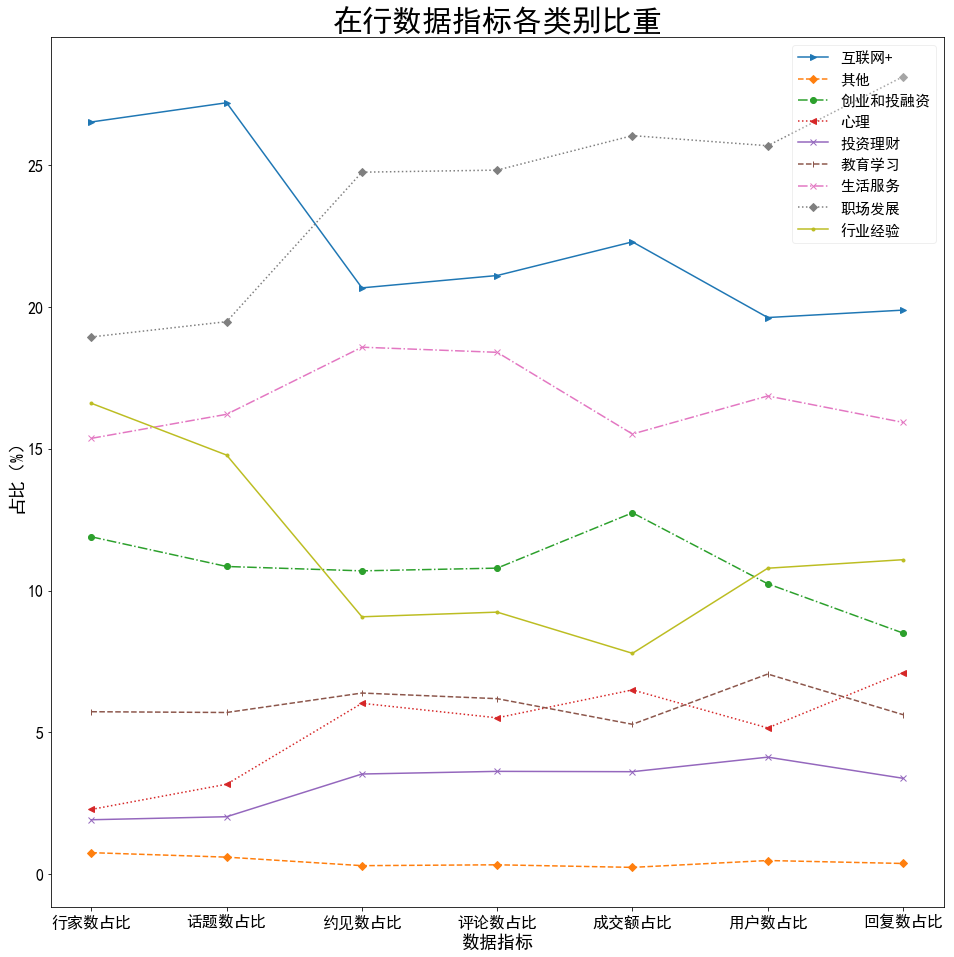 在行数据指标各类别比重
互联网+
其他
创业和投融资
心理
投资理财
教育学习
生活服务
职场发展
行业经验
占比（%）
25
20
15
10
5
0
行家数占比 话题数占比 约见数占比 评论数占比 成交额占比 用户数占比 回复数占比
数据指标